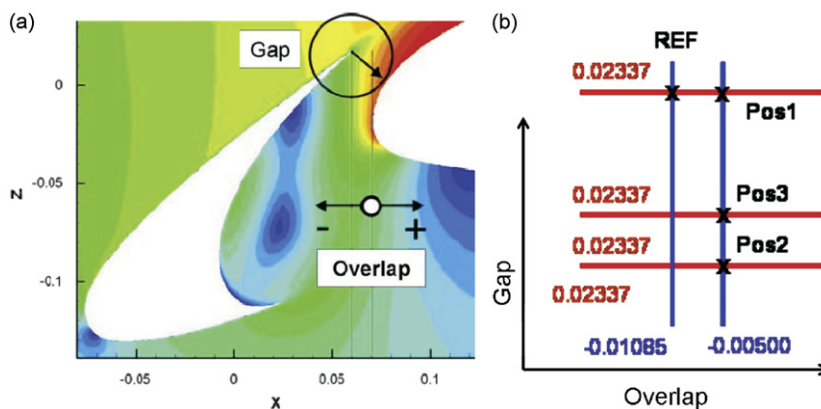 (a)
Gap
0
-0.05
-0.1
Z
-
+
Overlap
-0.05
0
0.05
0.1
X
(b)
REF
0.02337
Pos1
0.02337
Pos3
0.02337
Pos2
0.02337
-0.01085
-0.00500
Gap
Overlap